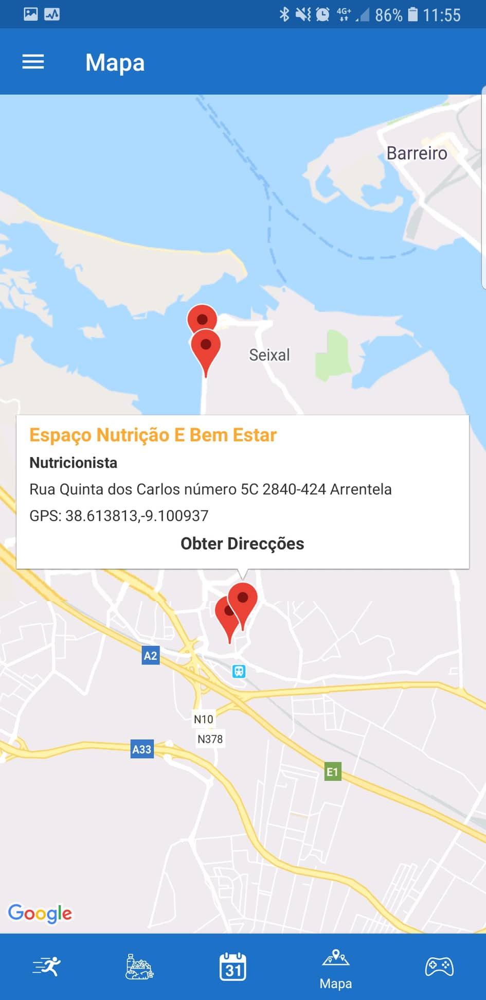 4G+ 86% 11:55
Mapa
Barreiro
Seixal
Espaço Nutrição E Bem Estar
Nutricionista
Rua Quinta dos Carlos número 5C 2840-424 Arrentela
GPS: 38.613813,-9.100937
Obter Direcções
A2
N10
N378
A33
E1
Google
31
Mapa